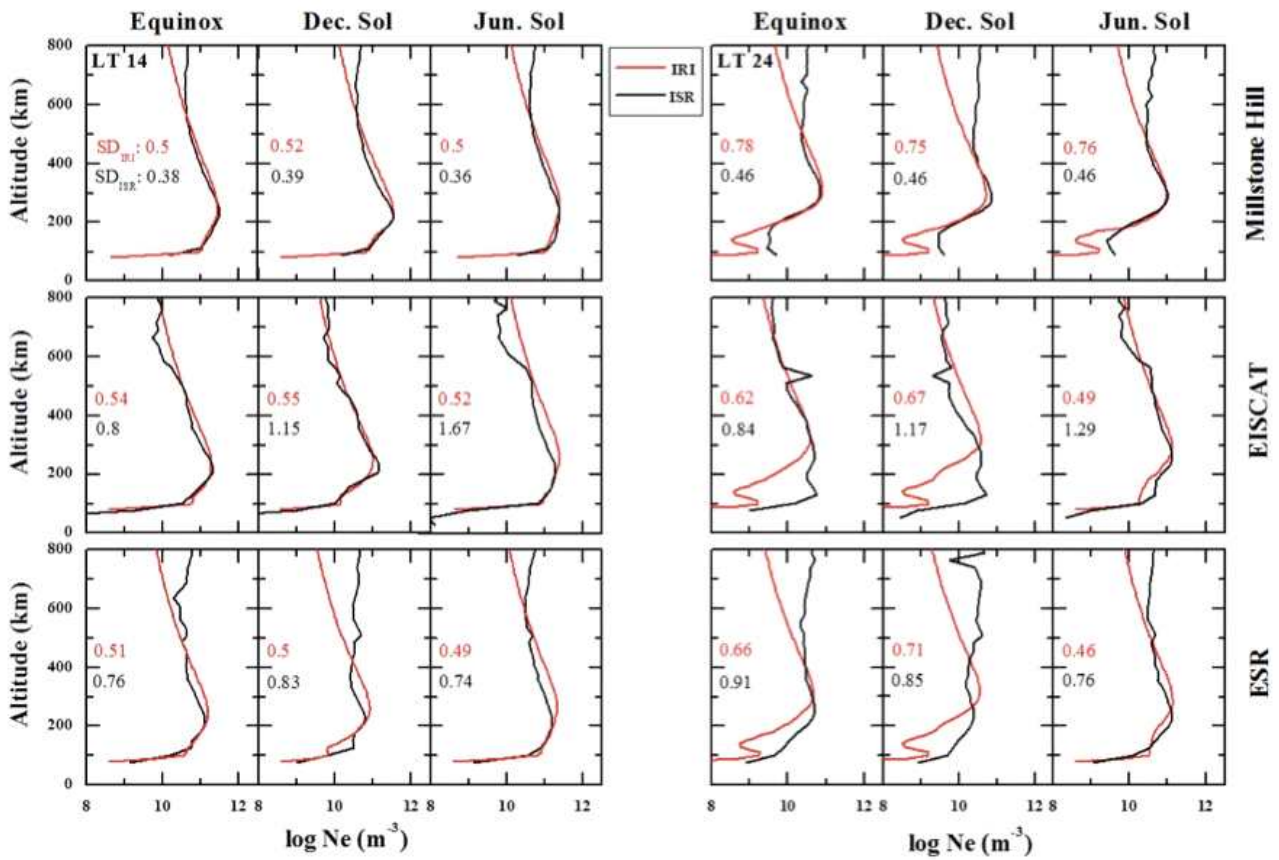 Equinox Dec. Sol Jun. Sol Equinox Dec. Sol Jun. Sol
800 LT 14 IRI LT 24
ISR
600
400
SD_IRI: 0.5 0.52 0.5 0.78 0.75 0.76
SD_ISR: 0.38 0.39 0.36 0.46 0.46 0.46
200
0
Altitude (km)
Millstone Hill
800
600
400
0.54 0.55 0.52 0.62 0.67 0.49
0.8 1.15 1.67 0.84 1.17 1.29
200
0
Altitude (km)
EISCAT
800
600
400
0.51 0.5 0.49 0.66 0.71 0.46
0.76 0.83 0.74 0.91 0.85 0.76
200
0
Altitude (km)
ESR
8 10 12 8 10 12 8 10 12 8 10 12 8 10 12 8 10 12
log Ne (m⁻³) log Ne (m⁻³)